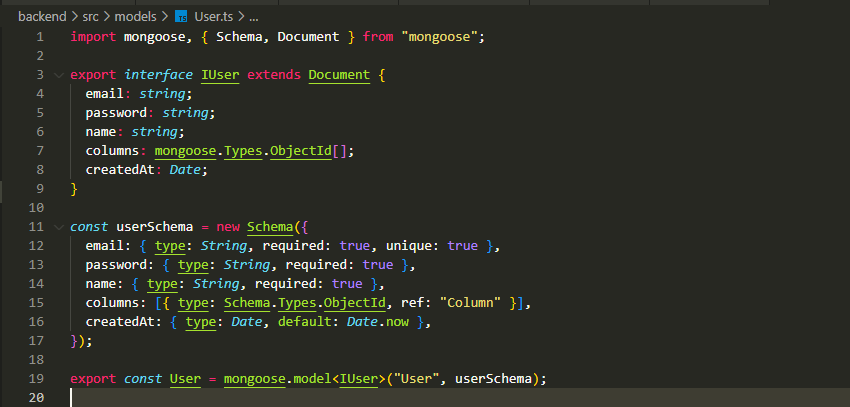 backend > src > models > TS User.ts > ...
1 import mongoose, { Schema, Document } from "mongoose";
2
3 export interface IUser extends Document {
4   email: string;
5   password: string;
6   name: string;
7   columns: mongoose.Types.ObjectId[];
8   createdAt: Date;
9 }
10
11 const userSchema = new Schema({
12   email: { type: String, required: true, unique: true },
13   password: { type: String, required: true },
14   name: { type: String, required: true },
15   columns: [{ type: Schema.Types.ObjectId, ref: "Column" }],
16   createdAt: { type: Date, default: Date.now },
17 });
18
19 export const User = mongoose.model<IUser>("User", userSchema);
20